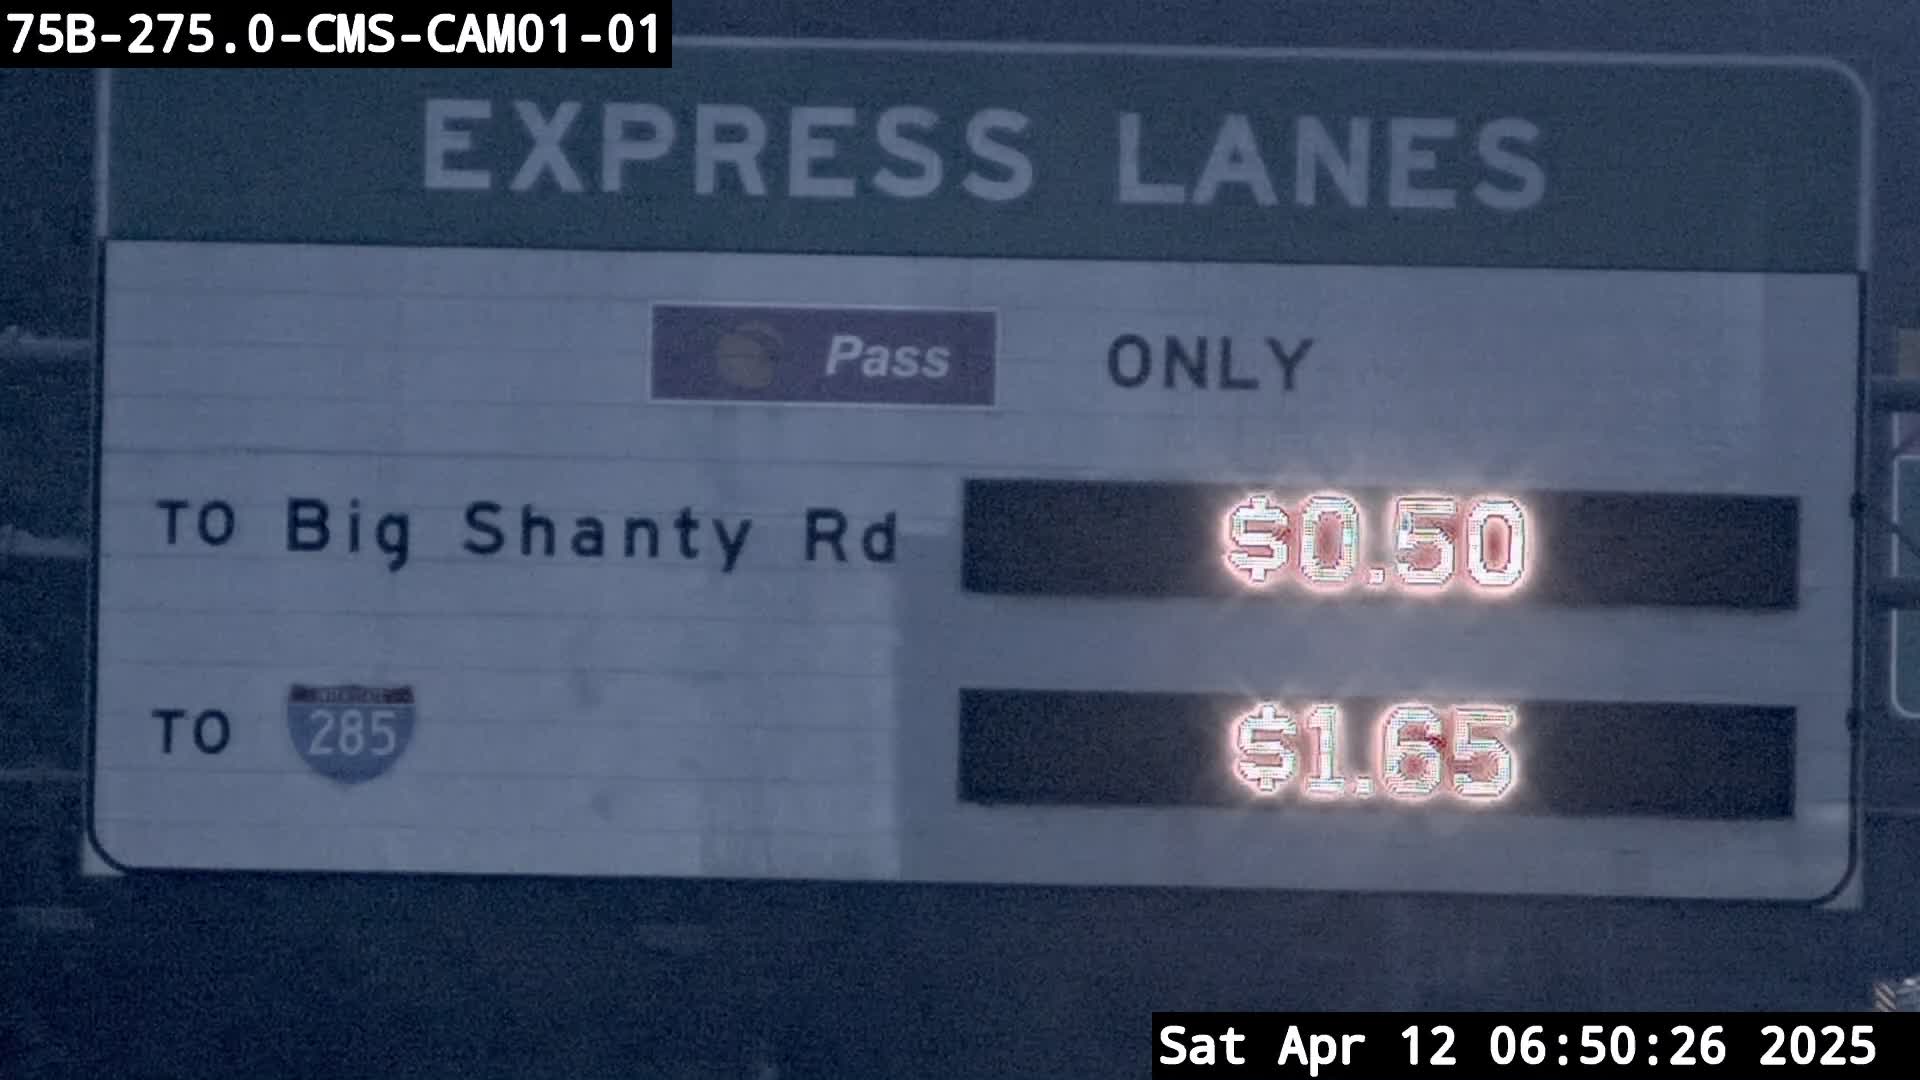 75B-275.0-CMS-CAM01-01
EXPRESS LANES
Pass ONLY
TO Big Shanty Rd $0.50
TO 285 $1.65
Sat Apr 12 06:50:26 2025